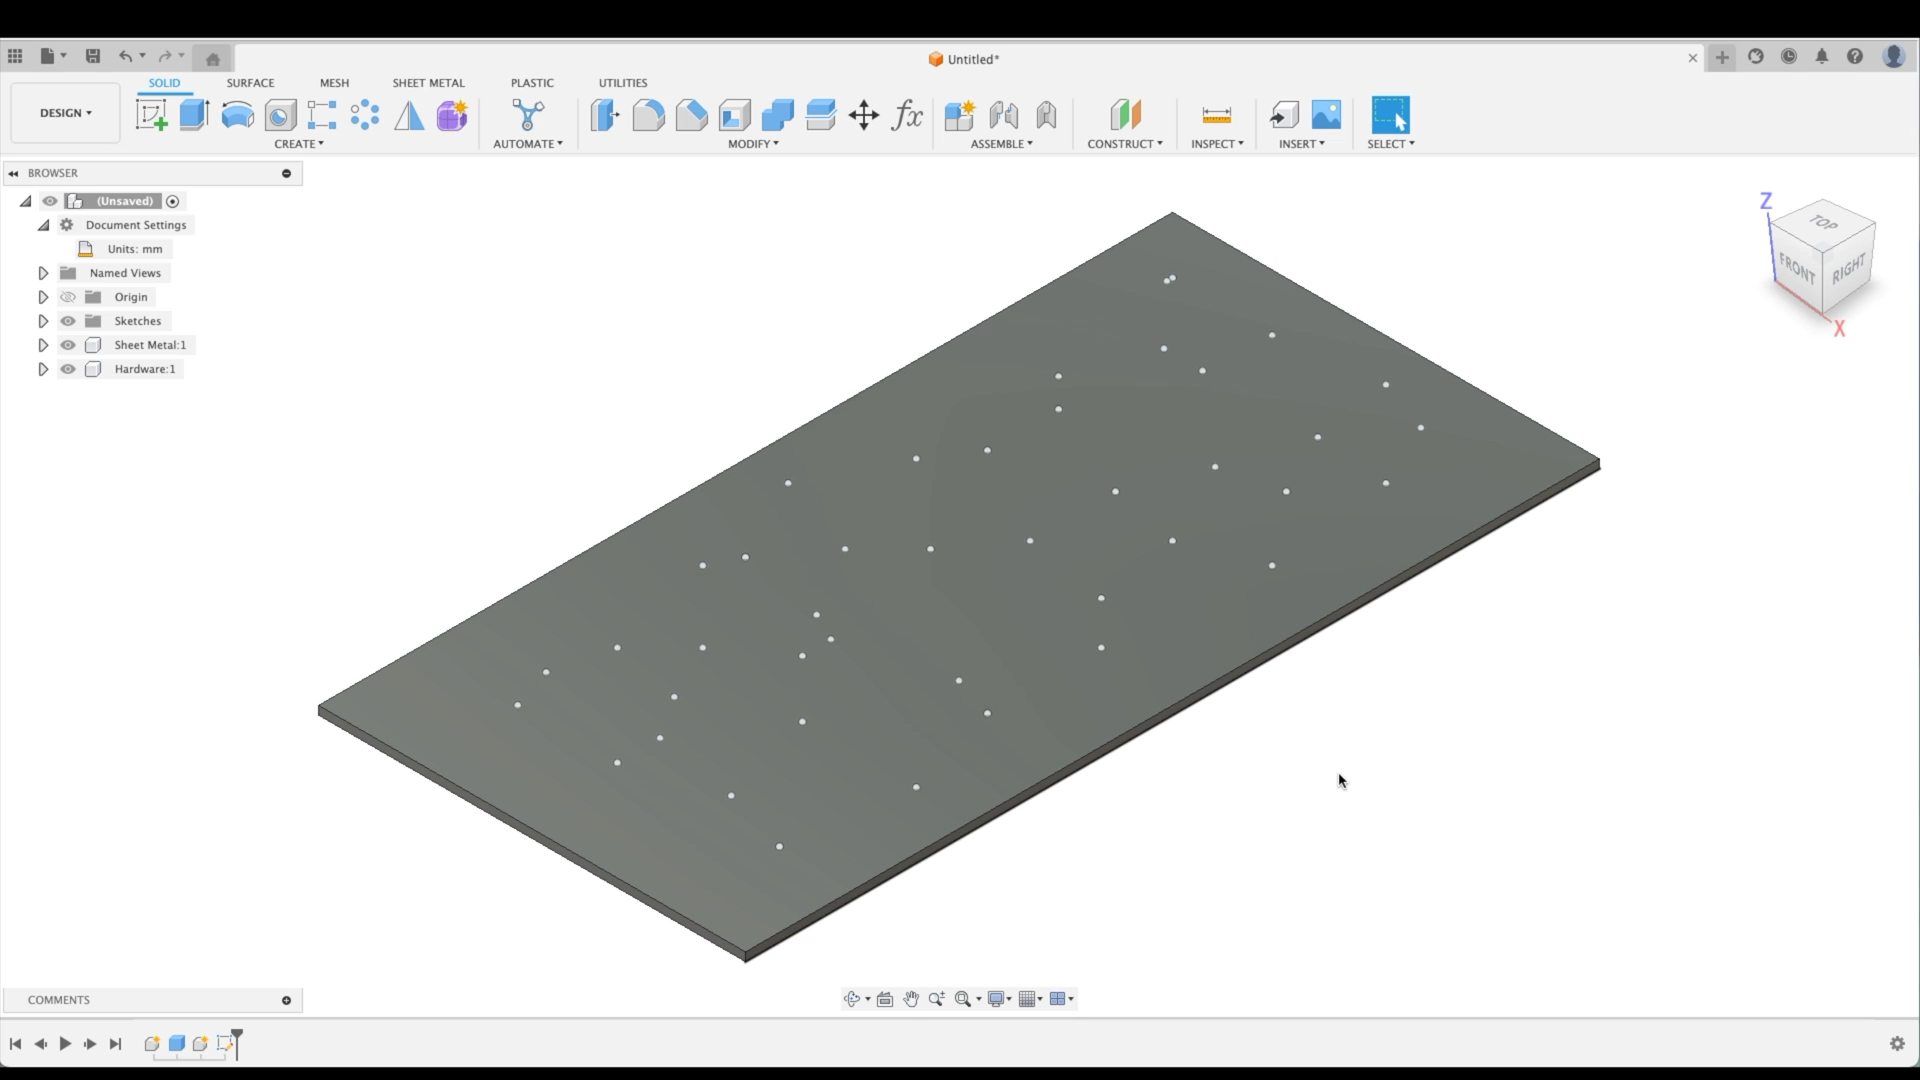 Untitled*
SOLID SURFACE MESH SHEET METAL PLASTIC UTILITIES
DESIGN
CREATE AUTOMATE MODIFY ASSEMBLE CONSTRUCT INSPECT INSERT SELECT
BROWSER
(Unsaved)
Document Settings
Units: mm
Named Views
Origin
Sketches
Sheet Metal:1
Hardware:1
Z
TOP
FRONT RIGHT
X
COMMENTS